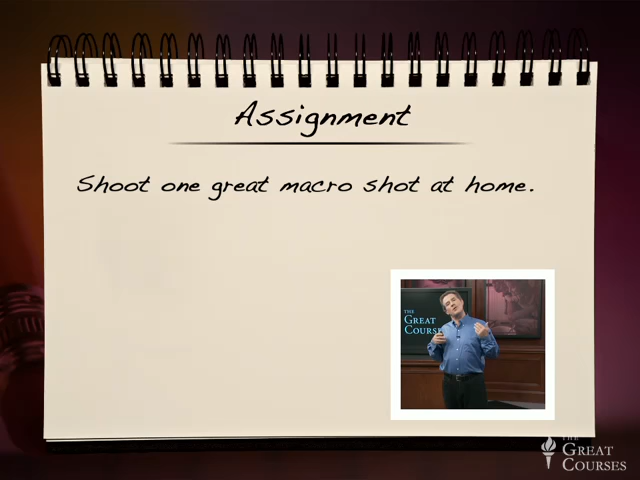 Assignment
Shoot one great macro shot at home.
THE
GREAT
COURSES
THE
GREAT
COURSES